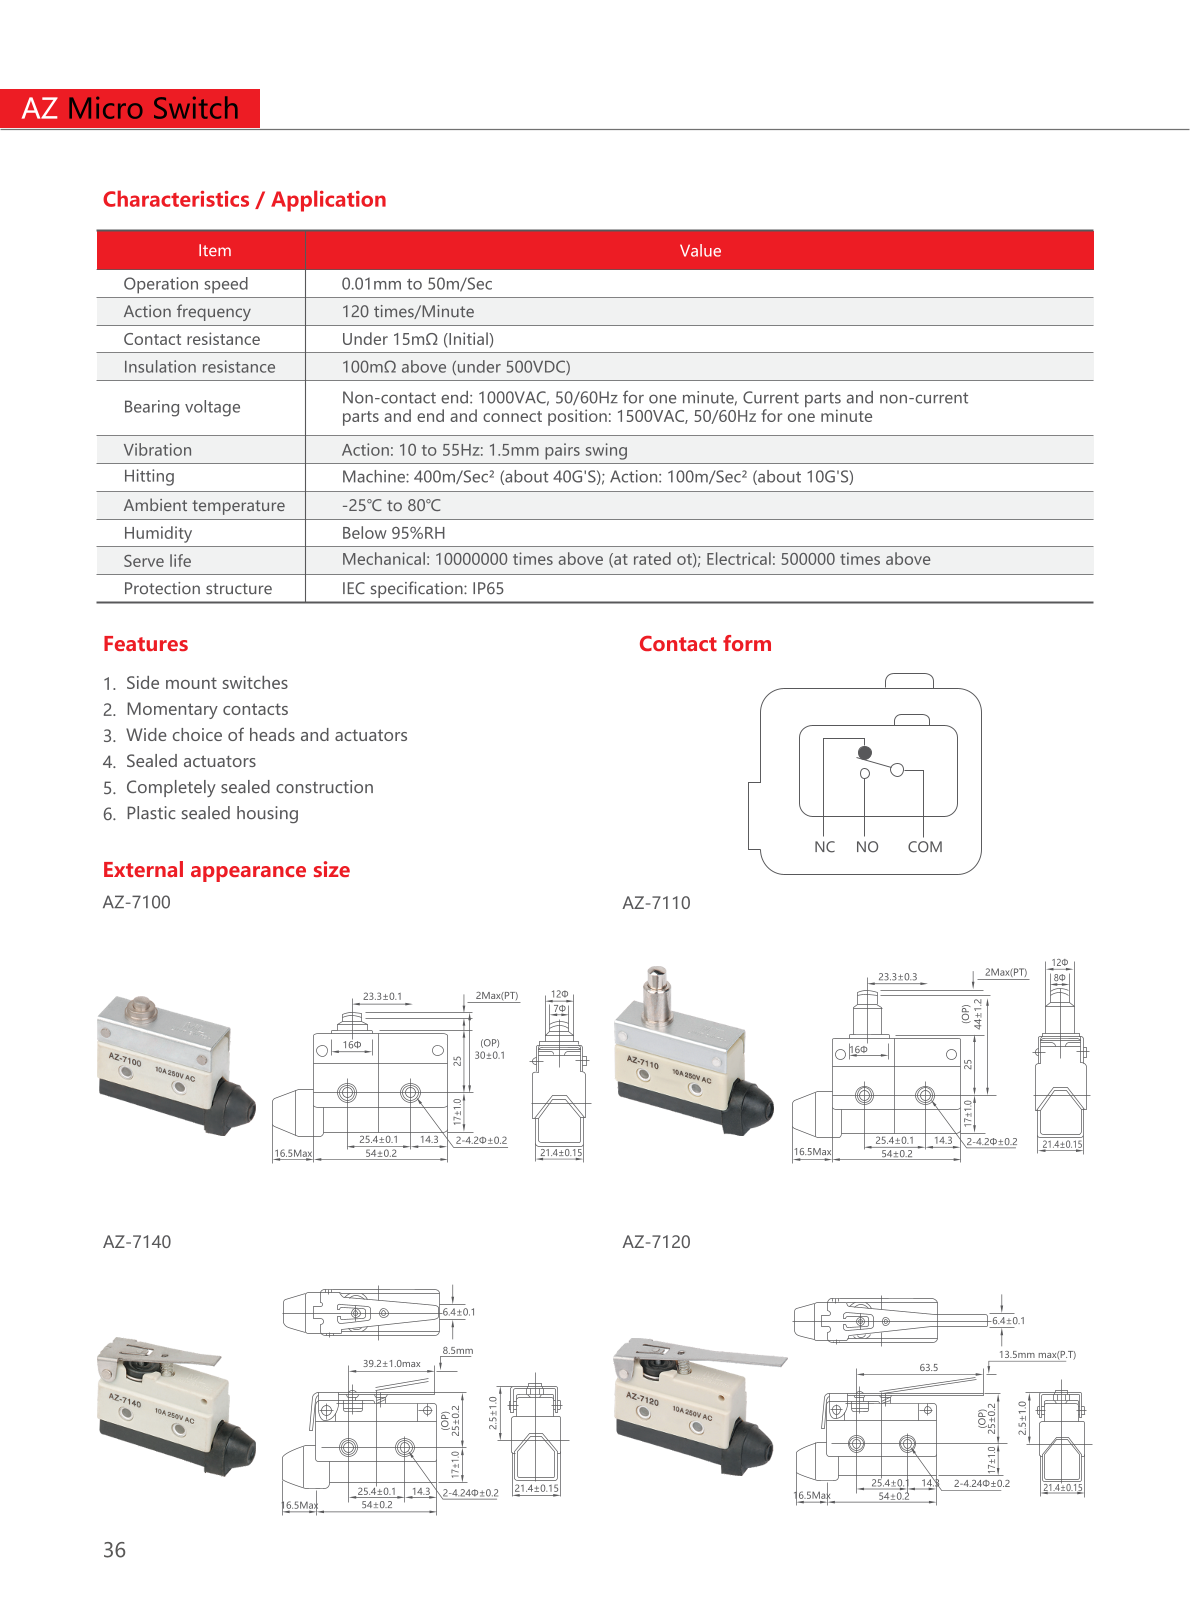 AZ Micro Switch
Characteristics / Application
Item Value
Operation speed 0.01mm to 50m/Sec
Action frequency 120 times/Minute
Contact resistance Under 15mΩ (Initial)
Insulation resistance 100mΩ above (under 500VDC)
Bearing voltage Non-contact end: 1000VAC, 50/60Hz for one minute, Current parts and non-current
parts and end and connect position: 1500VAC, 50/60Hz for one minute
Vibration Action: 10 to 55Hz: 1.5mm pairs swing
Hitting Machine: 400m/Sec² (about 40G'S); Action: 100m/Sec² (about 10G'S)
Ambient temperature -25℃ to 80℃
Humidity Below 95%RH
Serve life Mechanical: 10000000 times above (at rated ot); Electrical: 500000 times above
Protection structure IEC specification: IP65
Features
1. Side mount switches
2. Momentary contacts
3. Wide choice of heads and actuators
4. Sealed actuators
5. Completely sealed construction
6. Plastic sealed housing
Contact form
NC NO COM
External appearance size
AZ-7100
AZ-7100
10A 250V AC
23.3±0.1
2Max(PT)
16Φ
25
(OP)
30±0.1
17±1.0
25.4±0.1
14.3
2-4.2Φ±0.2
16.5Max
54±0.2
12Φ
7Φ
21.4±0.15
AZ-7110
AZ-7110
10A 250V AC
23.3±0.3
2Max(PT)
16Φ
(OP)
44±1.2
25
17±1.0
25.4±0.1
14.3
2-4.2Φ±0.2
16.5Max
54±0.2
12Φ
8Φ
21.4±0.15
AZ-7140
AZ-7140
10A 250V AC
6.4±0.1
8.5mm
39.2±1.0max
(OP)
25±0.2
17±1.0
25.4±0.1
14.3
2-4.24Φ±0.2
16.5Max
54±0.2
2.5±1.0
21.4±0.15
AZ-7120
AZ-7120
10A 250V AC
6.4±0.1
13.5mm max(P.T)
63.5
(OP)
25±0.2
17±1.0
25.4±0.1
14.3
2-4.24Φ±0.2
16.5Max
54±0.2
2.5±1.0
21.4±0.15
36